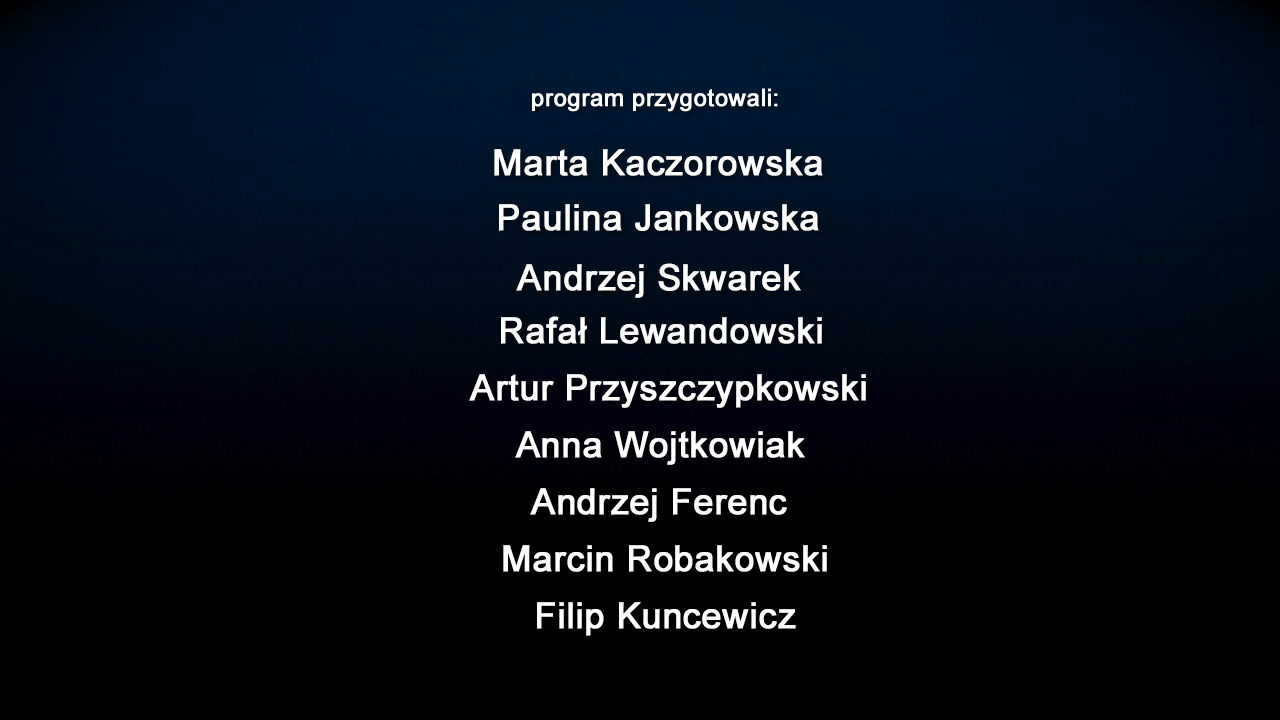 program przygotowali:
Marta Kaczorowska
Paulina Jankowska
Andrzej Skwarek
Rafał Lewandowski
Artur Przyszczypkowski
Anna Wojtkowiak
Andrzej Ferenc
Marcin Robakowski
Filip Kuncewicz